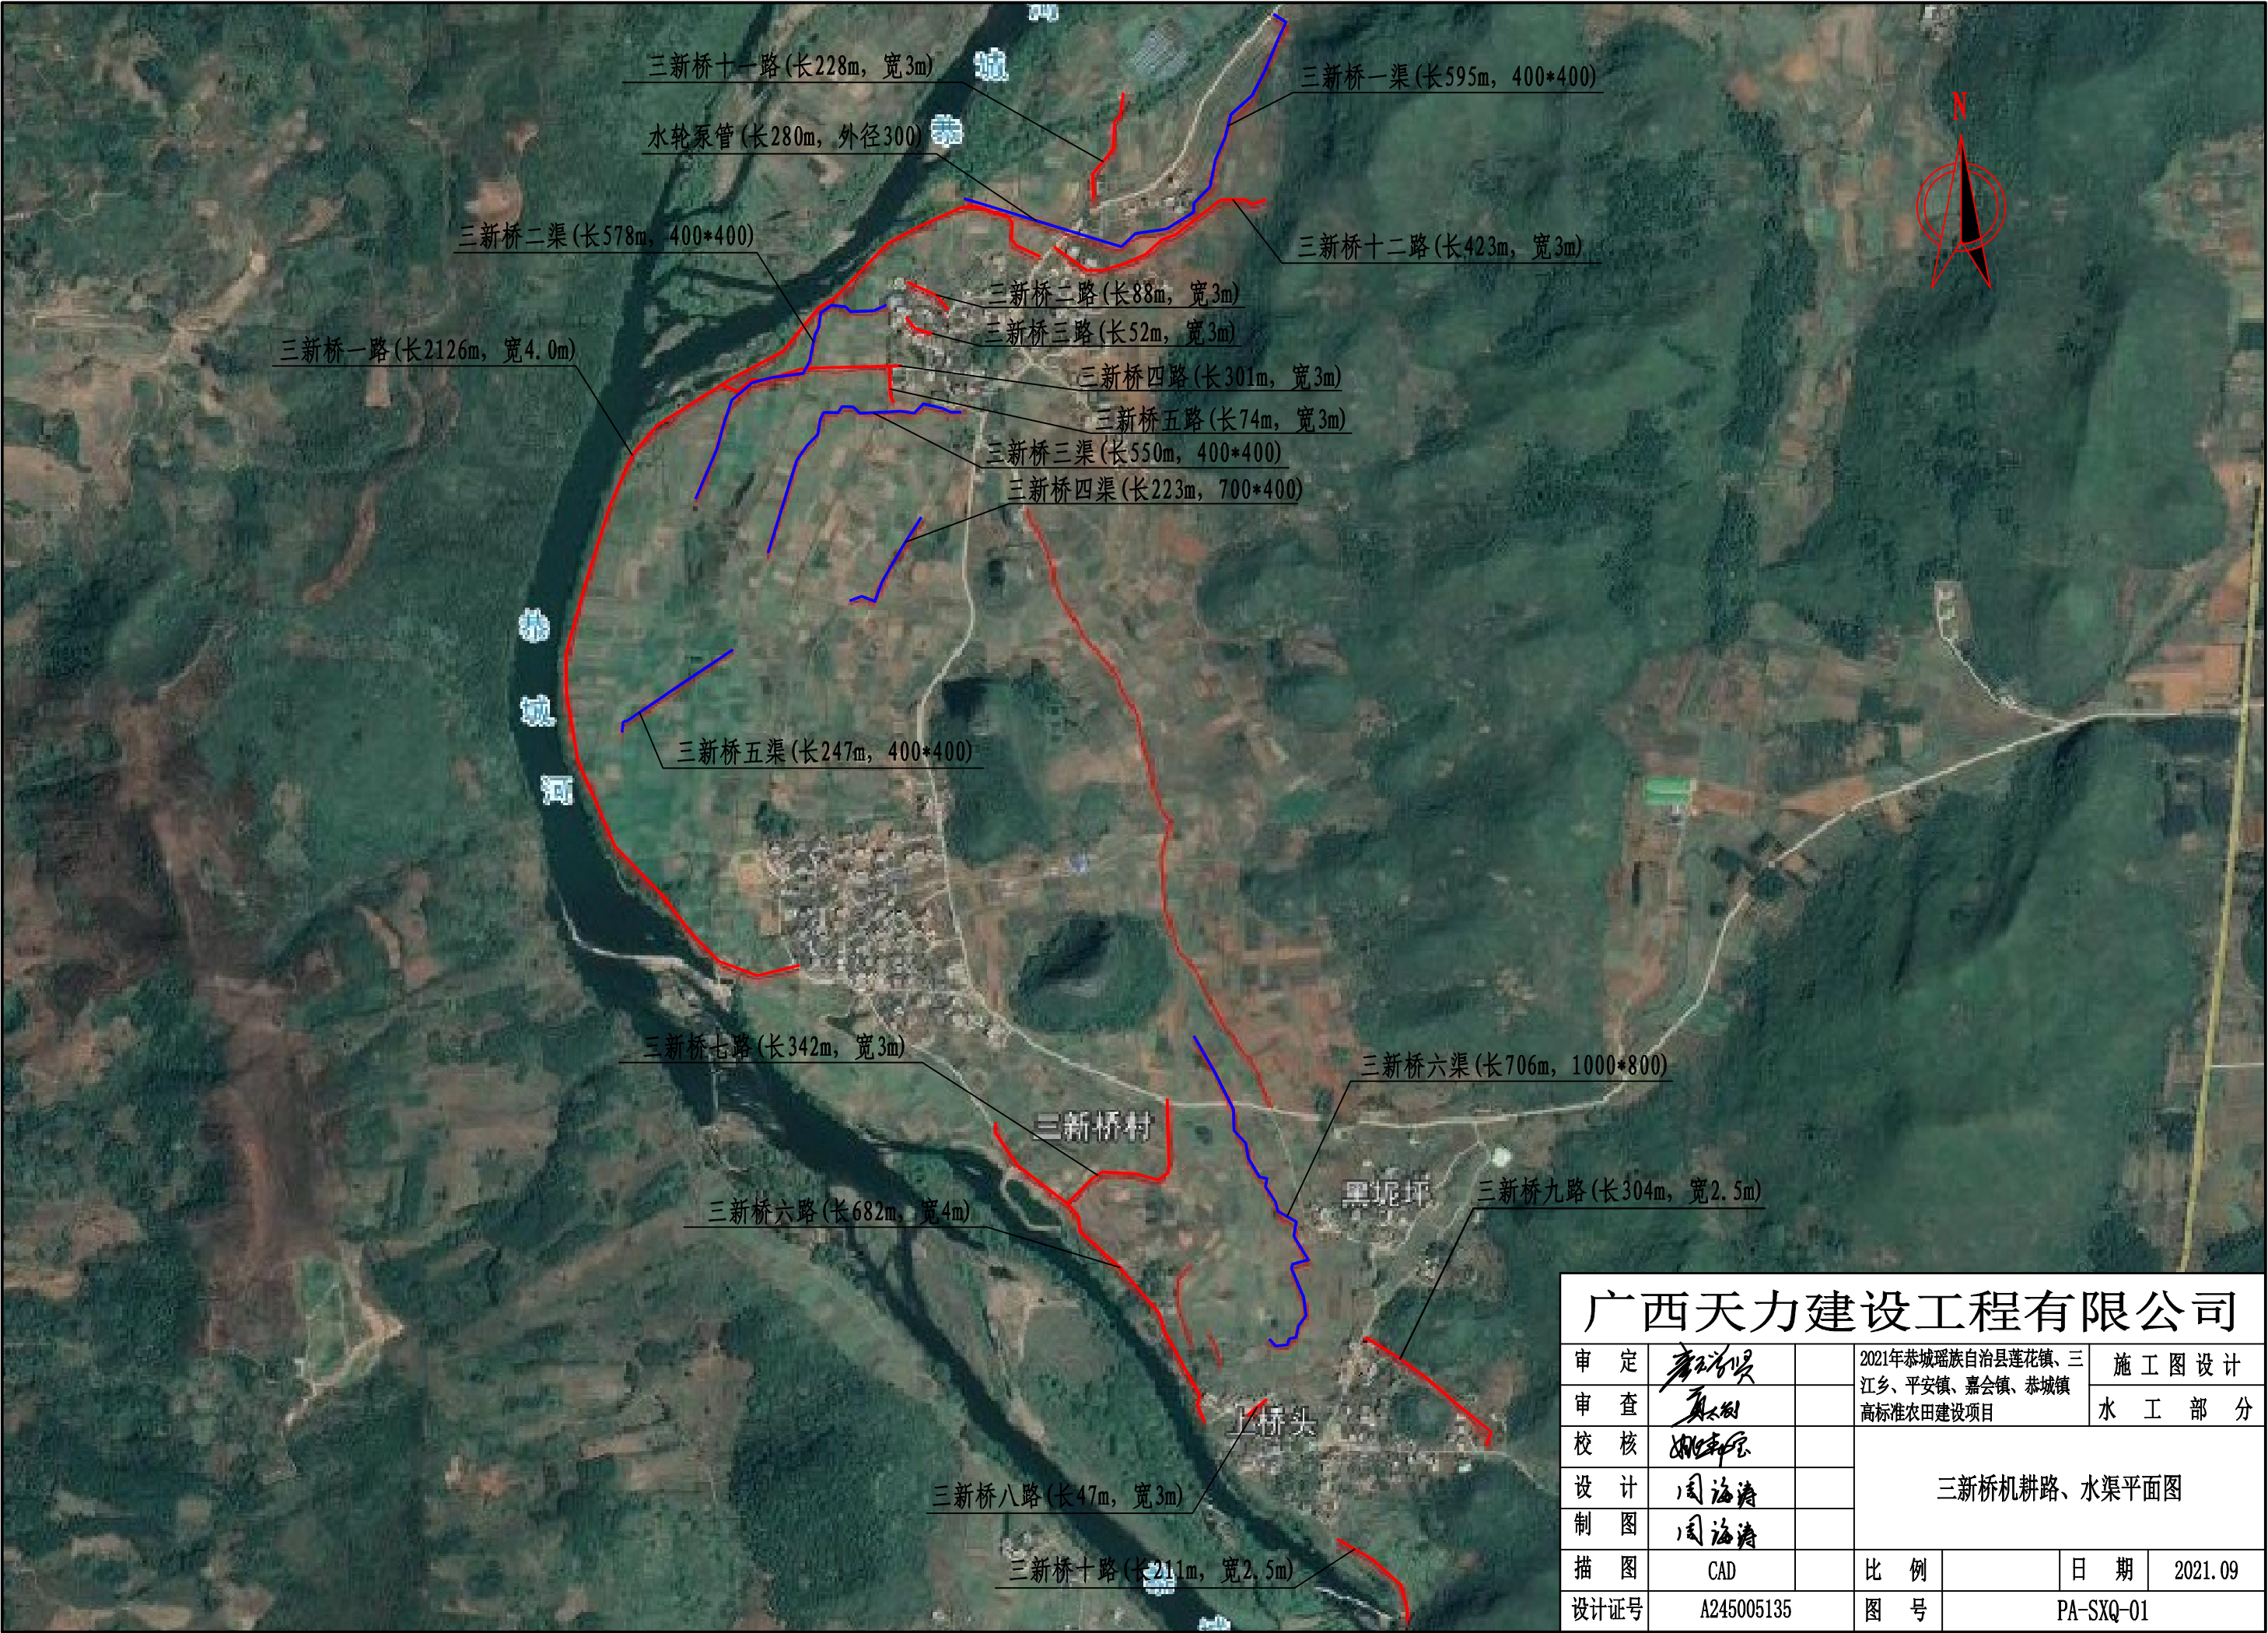 河
城
三新桥十一路(长228m, 宽3m)
三新桥一渠(长595m, 400*400)
N
恭
水轮泵管(长280m, 外径300)
三新桥二渠(长578m, 400*400)
三新桥十二路(长423m, 宽3m)
三新桥二路(长88m, 宽3m)
三新桥三路(长52m, 宽3m)
三新桥一路(长2126m, 宽4.0m)
三新桥四路(长301m, 宽3m)
三新桥五路(长74m, 宽3m)
三新桥三渠(长550m, 400*400)
三新桥四渠(长223m, 700*400)
恭
城
河
三新桥五渠(长247m, 400*400)
三新桥七路(长342m, 宽3m)
三新桥六渠(长706m, 1000*800)
三新桥村
黑坭坪
三新桥九路(长304m, 宽2.5m)
三新桥六路(长682m, 宽4m)
上桥头
三新桥八路(长47m, 宽3m)
三新桥十路(长211m, 宽2.5m)
恭
城
广西天力建设工程有限公司
审 定
审 查
校 核
设 计 周海涛
制 图 周海涛
描 图 CAD
设计证号 A245005135
2021年恭城瑶族自治县莲花镇、三
江乡、平安镇、嘉会镇、恭城镇
高标准农田建设项目
施工图设计
水 工 部 分
三新桥机耕路、水渠平面图
比 例
日 期 2021.09
图 号 PA-SXQ-01